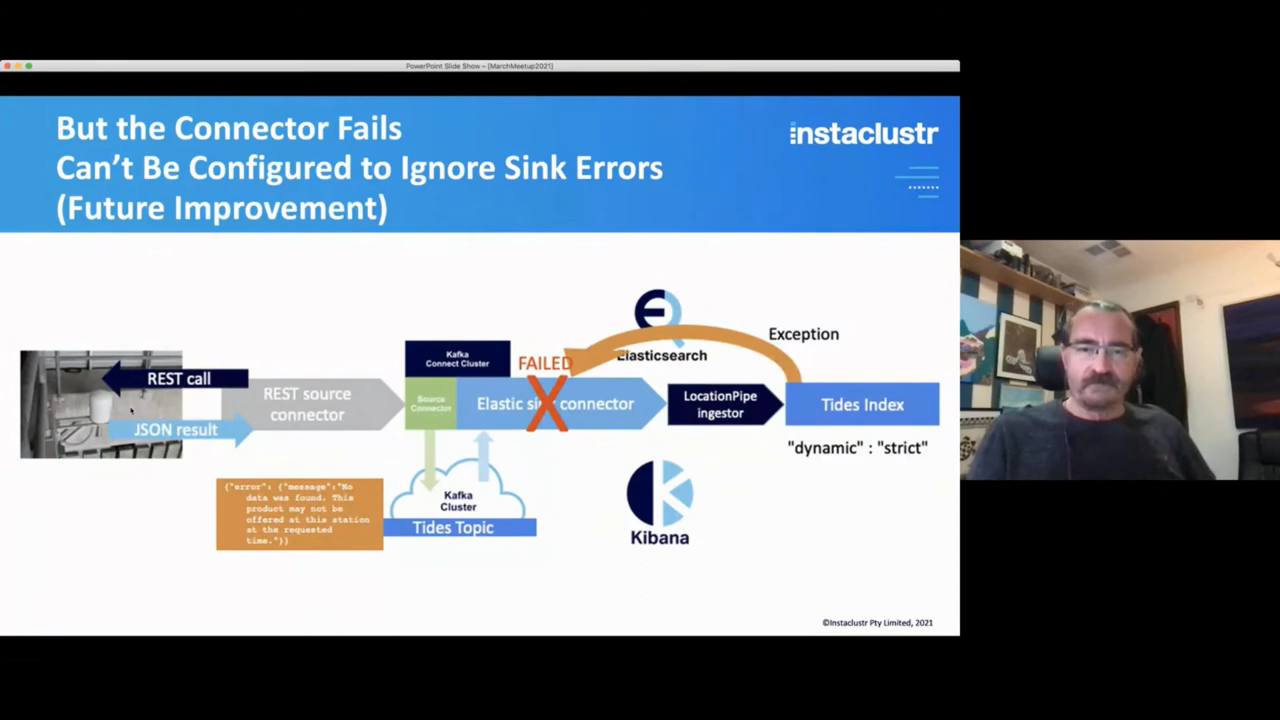 PowerPoint Slide Show – [MarchMeetup2021]
But the Connector Fails
Can't Be Configured to Ignore Sink Errors
(Future Improvement)
instaclustr
REST call
JSON result
REST source
connector
Kafka
Connect Cluster
Source
Connector
FAILED
Elastic sink connector
Elasticsearch
Exception
LocationPipe
ingestor
Tides Index
"dynamic" : "strict"
{"error": {"message":"No
data was found. This
product may not be
offered at this station
at the requested
time."}}
Kafka
Cluster
Tides Topic
Kibana
©Instaclustr Pty Limited, 2021